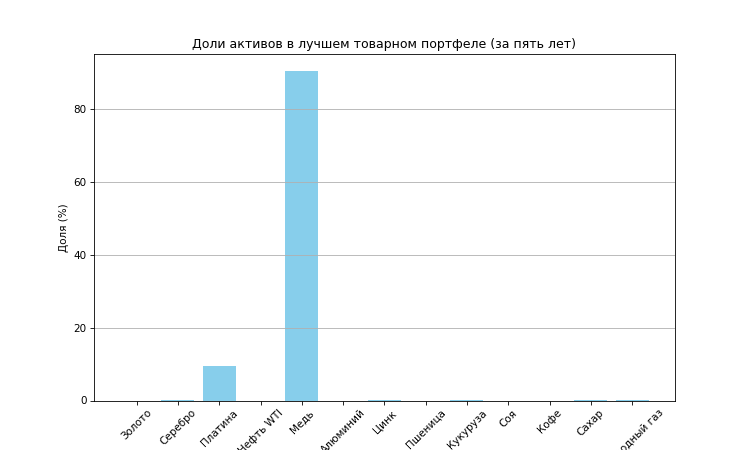 Доли активов в лучшем товарном портфеле (за пять лет)
Доля (%)
80
60
40
20
0
Золото
Серебро
Платина
Нефть WTI
Медь
Алюминий
Цинк
Пшеница
Кукуруза
Соя
Кофе
Сахар
одный газ